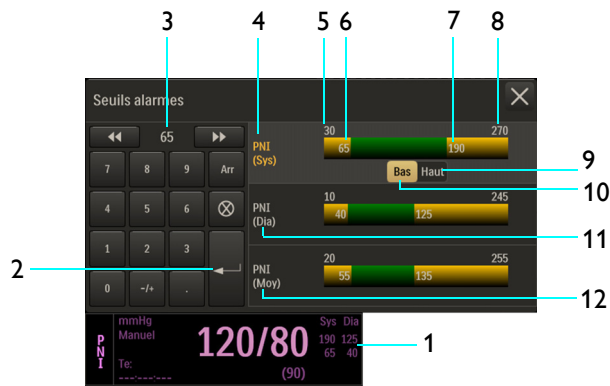 3 4 5 6 7 8
Seuils alarmes
65
7 8 9 Arr
4 5 6
1 2 3
0 -/+ .
2
PNI
(Sys)
30 270
65 190
Bas Haut
9
10
PNI
(Dia)
10 245
40 125
11
PNI
(Moy)
20 255
55 135
12
PNI
mmHg
Manuel
Te:
--:--:--
120/80
(90)
Sys Dia
190 125
65 40
1